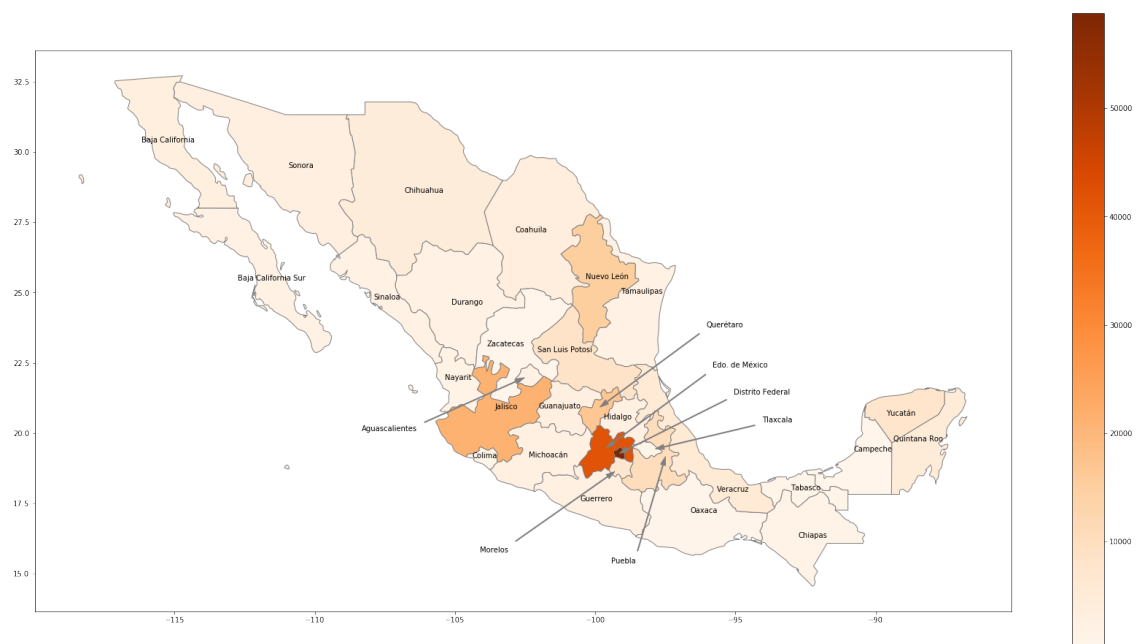 32.5
30.0
27.5
25.0
22.5
20.0
17.5
15.0
-115
-110
-105
-100
-95
-90
Baja California
Sonora
Chihuahua
Coahuila
Baja California Sur
Sinaloa
Durango
Nuevo León
Tamaulipas
Zacatecas
San Luis Potosí
Querétaro
Nayarit
Edo. de México
Distrito Federal
Jalisco
Guanajuato
Hidalgo
Tlaxcala
Aguascalientes
Yucatán
Quintana Roo
Campeche
Colima
Michoacán
Guerrero
Veracruz
Tabasco
Oaxaca
Chiapas
Morelos
Puebla
50000
40000
30000
20000
10000